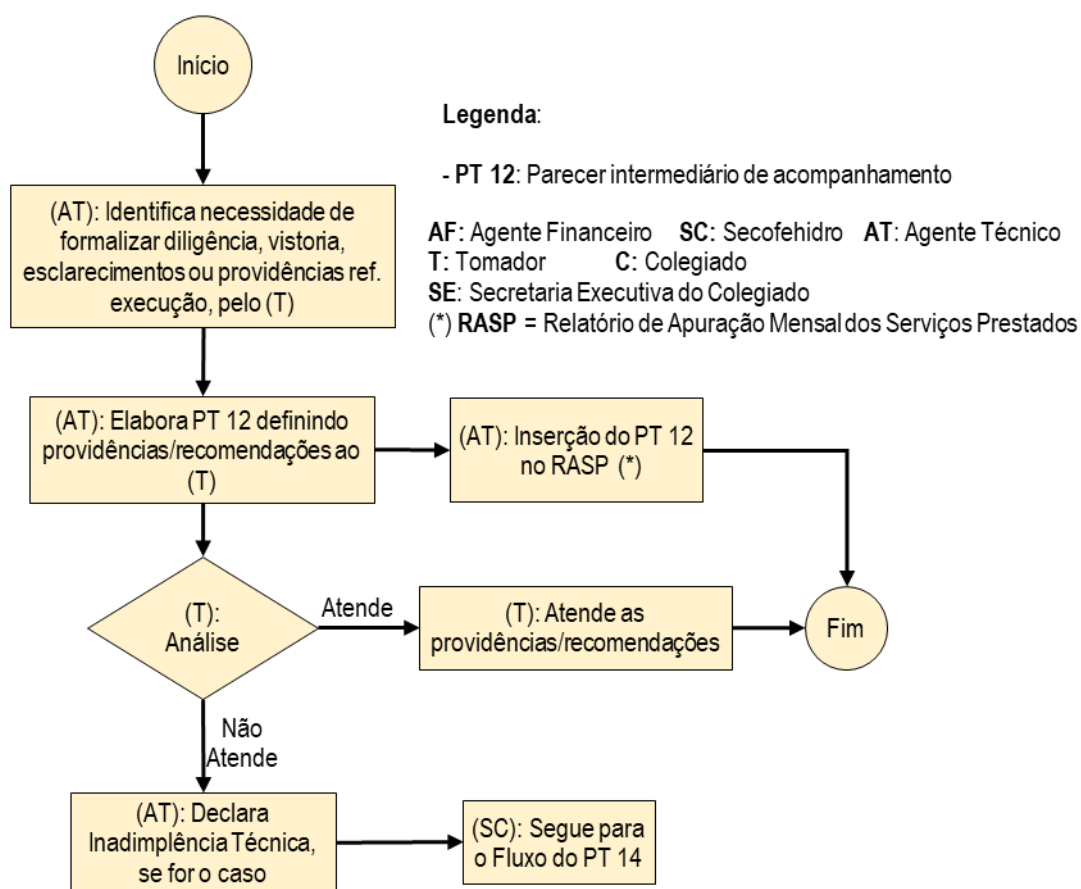 Início
Legenda:
- PT 12: Parecer intermediário de acompanhamento
AF: Agente Financeiro SC: Secofehidro AT: Agente Técnico
T: Tomador C: Colegiado
SE: Secretaria Executiva do Colegiado
(*) RASP = Relatório de Apuração Mensal dos Serviços Prestados
(AT): Identifica necessidade de
formalizar diligência, vistoria,
esclarecimentos ou providências ref.
execução, pelo (T)
(AT): Elabora PT 12 definindo
providências/recomendações ao
(T)
(AT): Inserção do PT 12
no RASP (*)
(T):
Análise
Atende
(T): Atende as
providências/recomendações
Fim
Não
Atende
(AT): Declara
Inadimplência Técnica,
se for o caso
(SC): Segue para
o Fluxo do PT 14